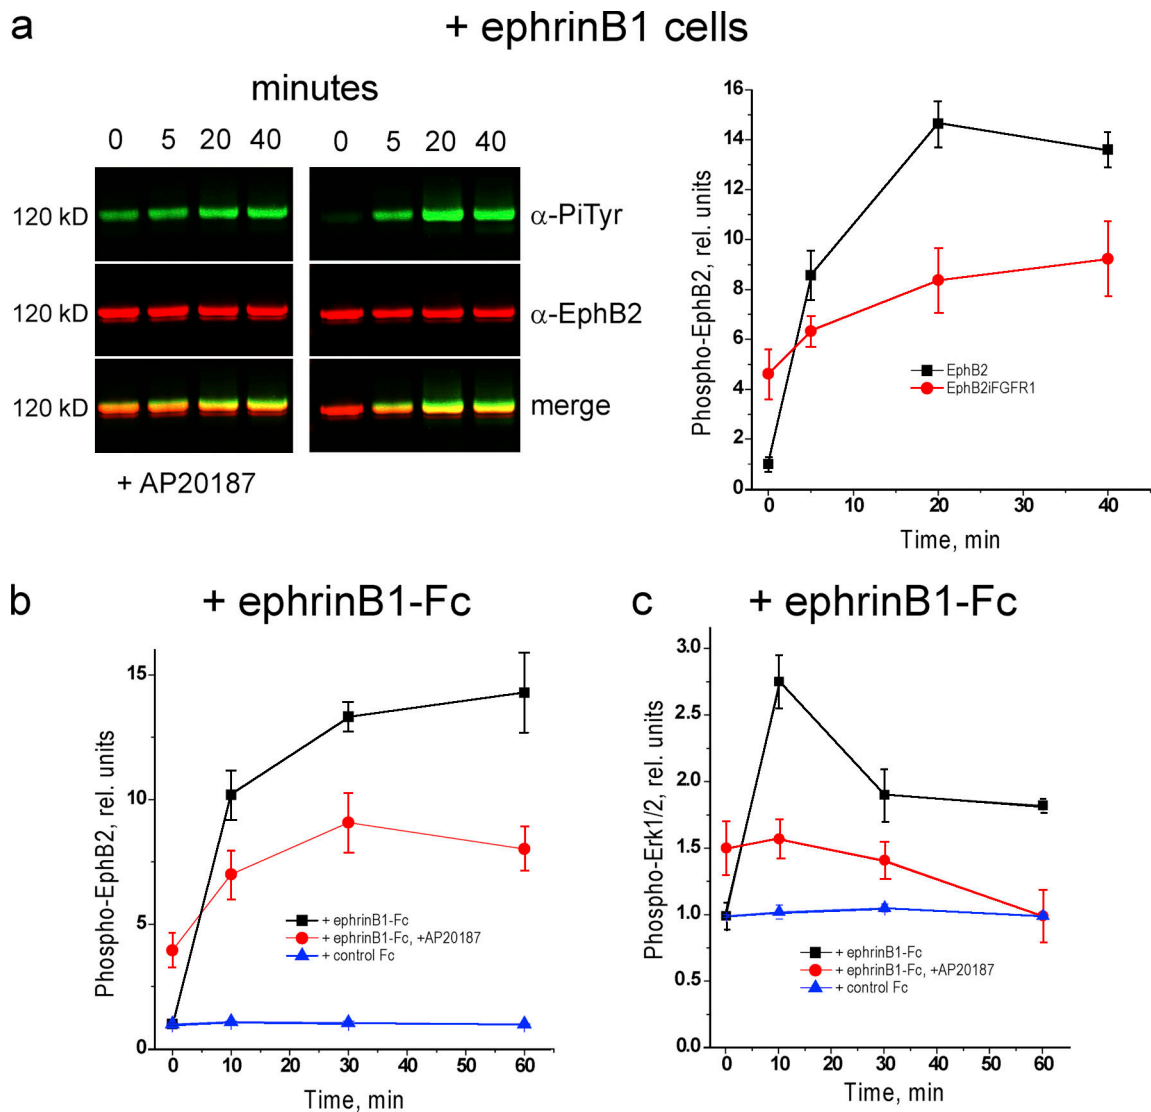 a
+ ephrinB1 cells
minutes
0 5 20 40 0 5 20 40
120 kD α-PiTyr
120 kD α-EphB2
120 kD merge
+ AP20187
Phospho-EphB2, rel. units
16
14
12
10
8
6
4
2
0
EphB2
EphB2iFGFR1
0 10 20 30 40
Time, min
b
+ ephrinB1-Fc
Phospho-EphB2, rel. units
15
10
5
0
+ ephrinB1-Fc
+ ephrinB1-Fc, +AP20187
+ control Fc
0 10 20 30 40 50 60
Time, min
c
+ ephrinB1-Fc
Phospho-Erk1/2, rel. units
3.0
2.5
2.0
1.5
1.0
0.5
0.0
+ ephrinB1-Fc
+ ephrinB1-Fc, +AP20187
+ control Fc
0 10 20 30 40 50 60
Time, min